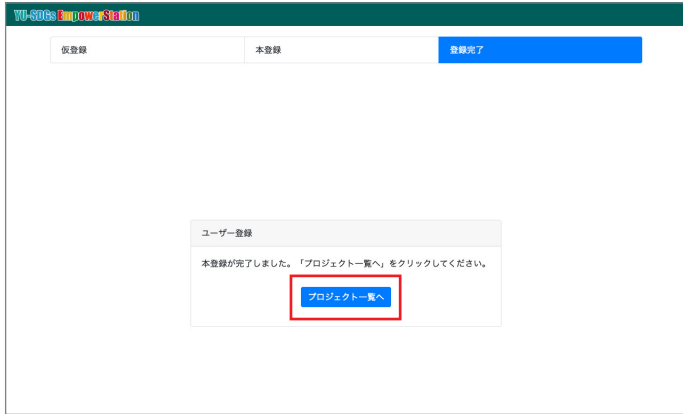 YU-SDGs EmpowerStation
仮登録
本登録
登録完了
ユーザー登録
本登録が完了しました。「プロジェクト一覧へ」をクリックしてください。
プロジェクト一覧へ